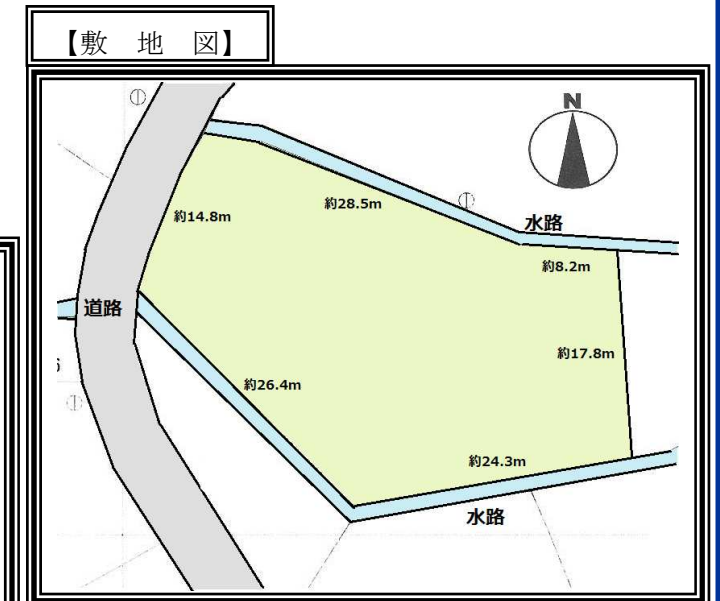 【敷 地 図】
N
約14.8m
約28.5m
水路
約8.2m
道路
約17.8m
約26.4m
約24.3m
水路